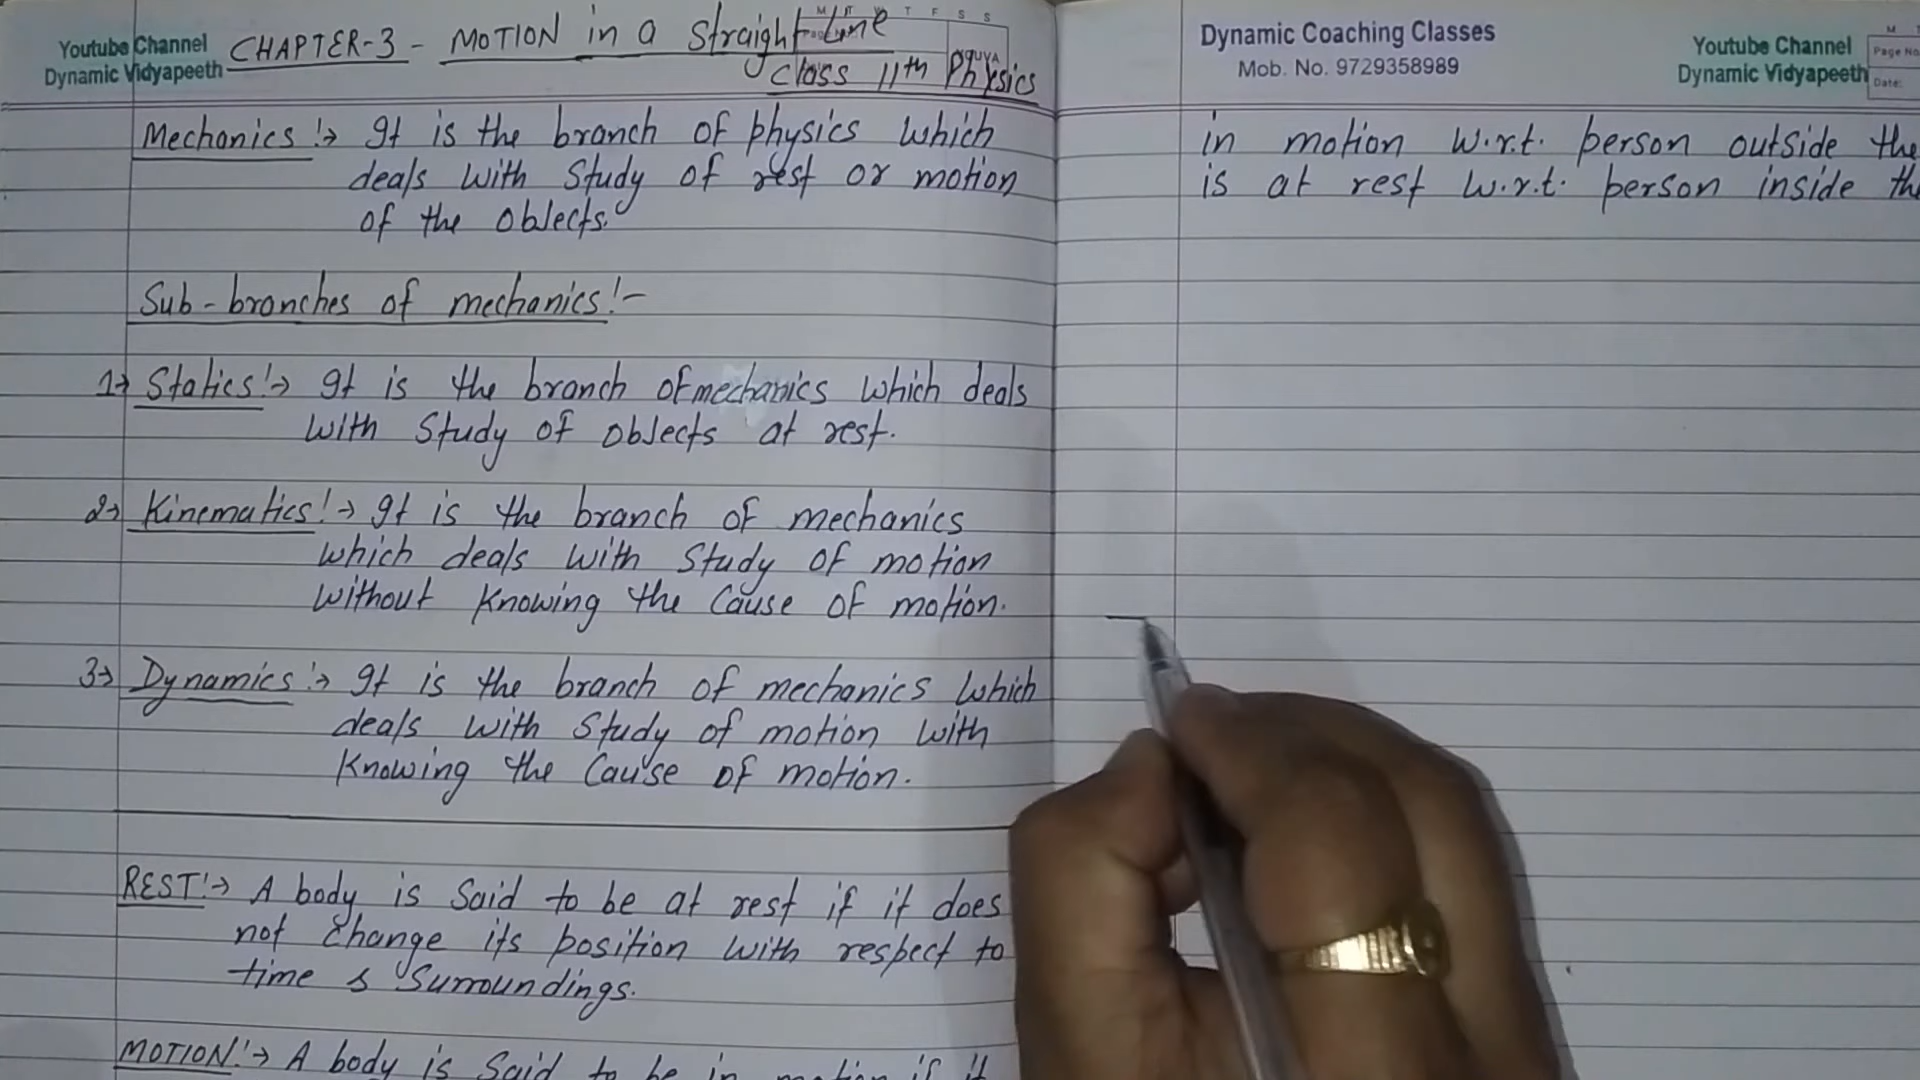 Youtube Channel
Dynamic Vidyapeeth
CHAPTER-3 - MOTION in a Straight Line
Class 11th Physics
Mechanics :→ It is the branch of physics which
deals with study of rest or motion
of the objects.
Sub-branches of mechanics :-
1→ Statics :→ It is the branch of mechanics which deals
with study of objects at rest.
2→ Kinematics :→ It is the branch of mechanics
which deals with study of motion
without knowing the cause of motion.
3→ Dynamics :→ It is the branch of mechanics which
deals with study of motion with
knowing the cause of motion.
REST :→ A body is said to be at rest if it does
not change its position with respect to
time & surroundings.
MOTION :→ A body is said to be in motion if it
Dynamic Coaching Classes
Mob. No. 9729358989
Youtube Channel
Dynamic Vidyapeeth
M
Page No
Date:
in motion w.r.t. person outside the
is at rest w.r.t. person inside the